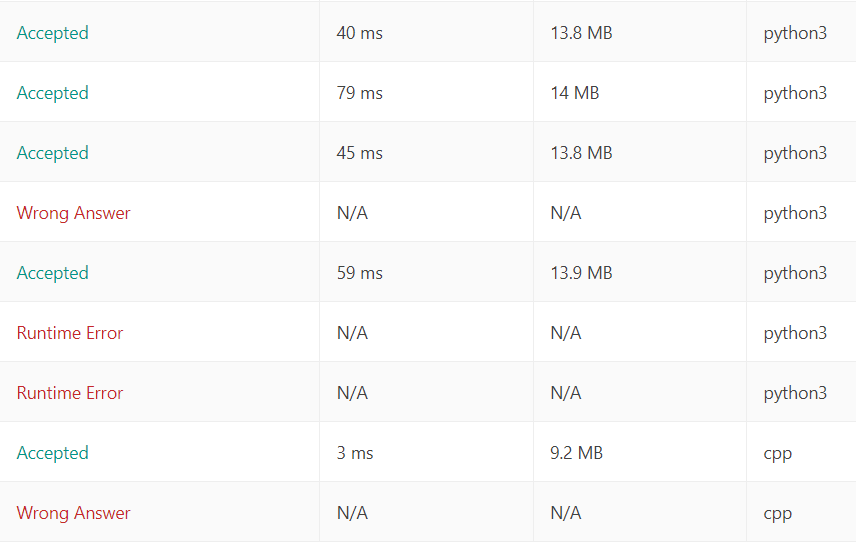 Accepted 40 ms 13.8 MB python3
Accepted 79 ms 14 MB python3
Accepted 45 ms 13.8 MB python3
Wrong Answer N/A N/A python3
Accepted 59 ms 13.9 MB python3
Runtime Error N/A N/A python3
Runtime Error N/A N/A python3
Accepted 3 ms 9.2 MB cpp
Wrong Answer N/A N/A cpp